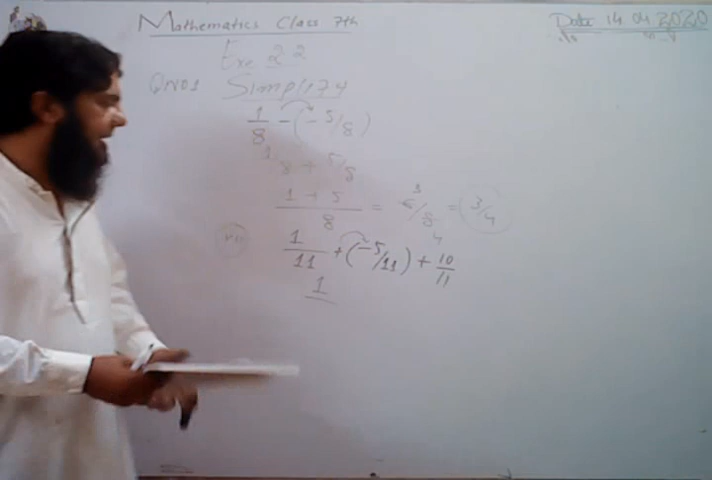 Mathematics Class 7th
Date 14 04 2020
Exe 2.2
QN01 Simplify
1/8 - (-5/8)
1/8 + 5/8
1 + 5 / 8 = 6/8 = 3/4
1/11 + (-5/11) + 10/11
1